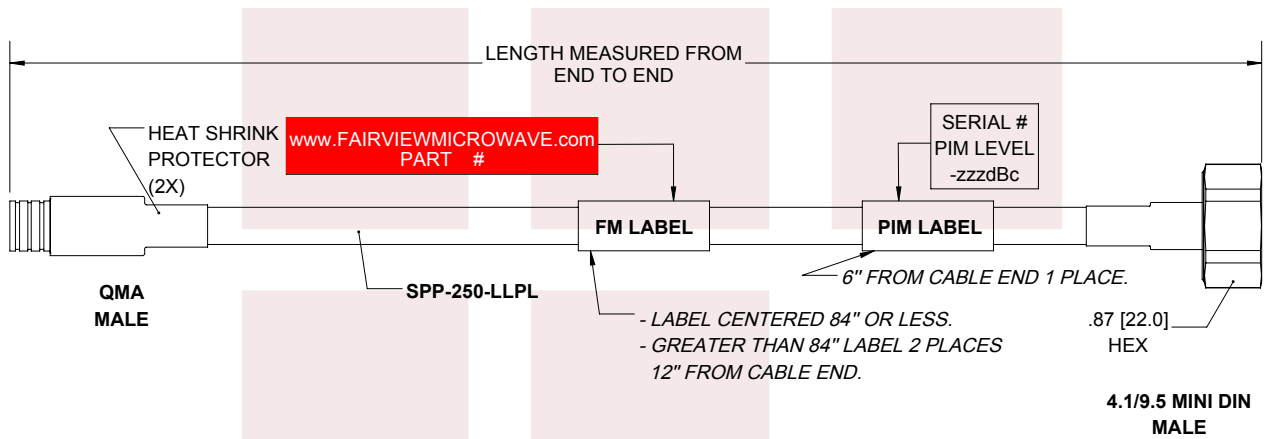 LENGTH MEASURED FROM
END TO END
HEAT SHRINK
PROTECTOR
(2X)
www.FAIRVIEWMICROWAVE.com
PART #
SERIAL #
PIM LEVEL
-zzzdBc
FM LABEL
PIM LABEL
QMA
MALE
SPP-250-LLPL
6" FROM CABLE END 1 PLACE.
- LABEL CENTERED 84" OR LESS.
- GREATER THAN 84" LABEL 2 PLACES
12" FROM CABLE END.
.87 [22.0]
HEX
4.1/9.5 MINI DIN
MALE